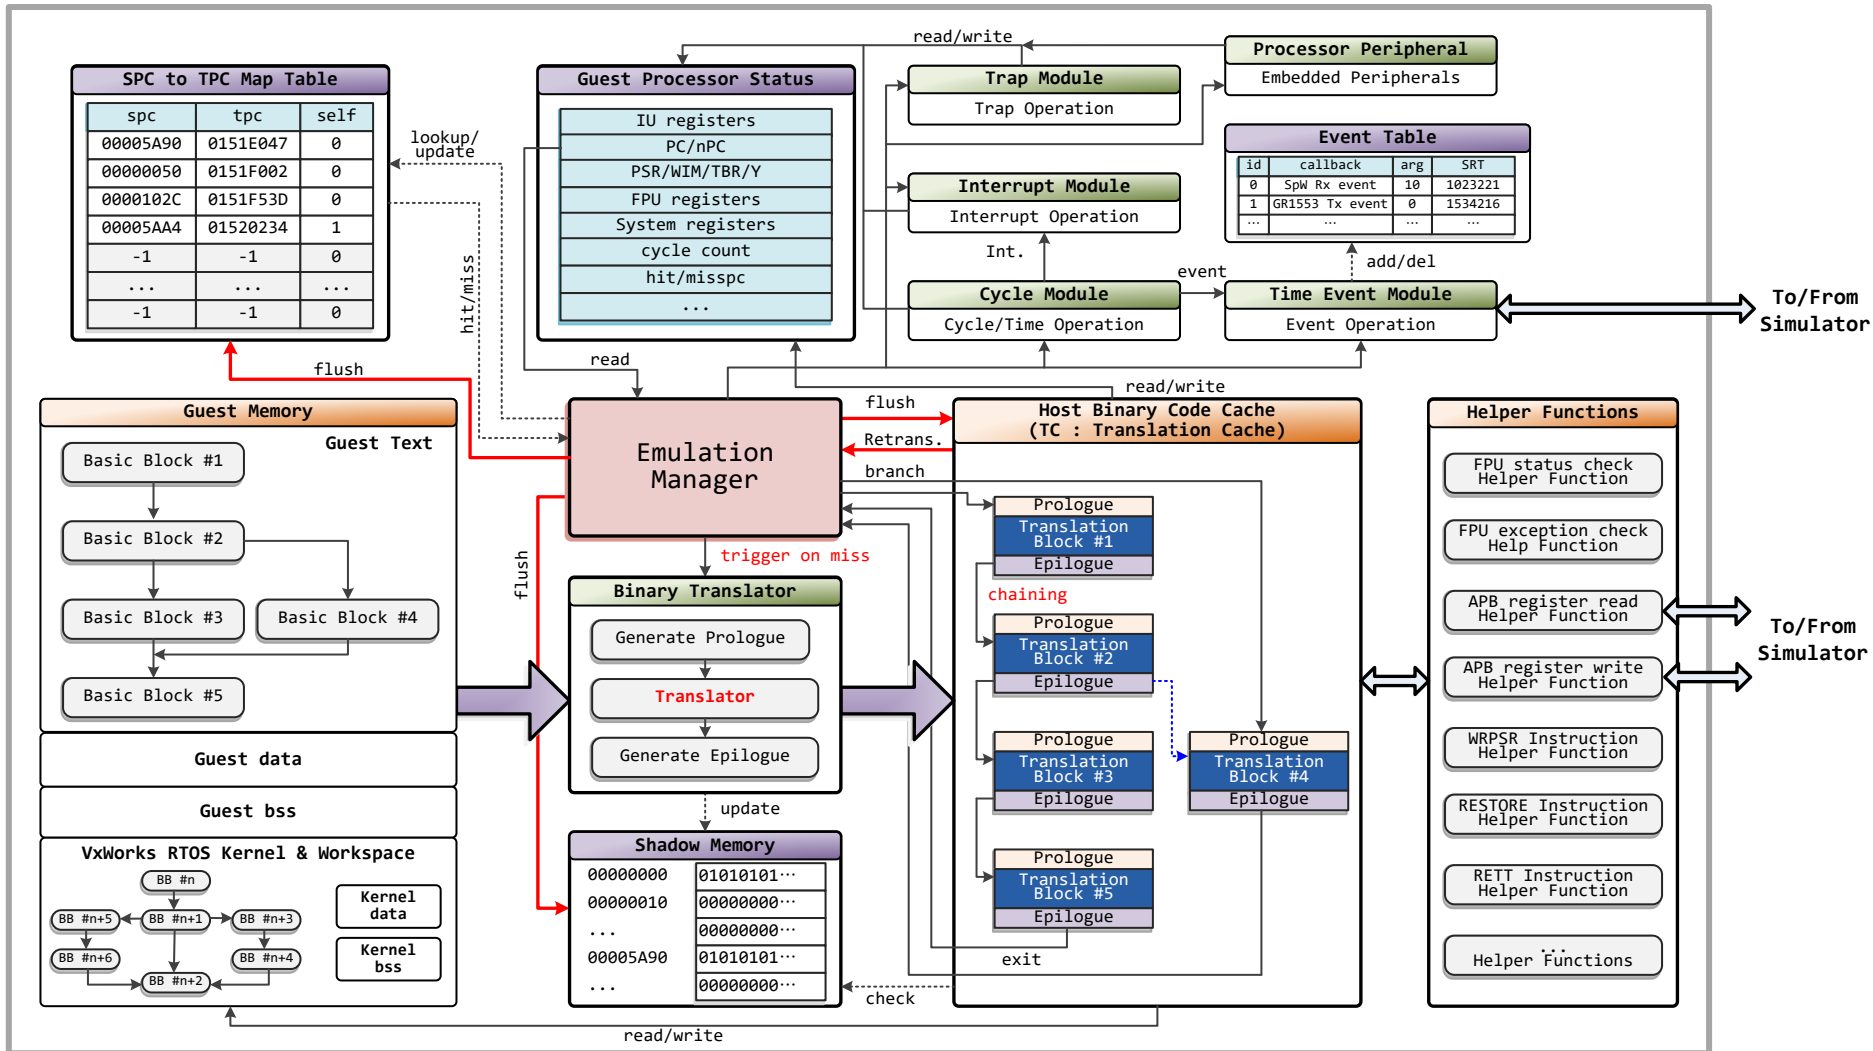 SPC to TPC Map Table
spc tpc self
00005A90 0151E047 0
00000050 0151F002 0
0000102C 0151F53D 0
00005AA4 01520234 1
-1 -1 0
... ... ...
-1 -1 0
lookup/
update
hit/miss
flush
Guest Processor Status
IU registers
PC/nPC
PSR/WIM/TBR/Y
FPU registers
System registers
cycle count
hit/misspc
...
read
read/write
Trap Module
Trap Operation
Interrupt Module
Interrupt Operation
Int.
Cycle Module
Cycle/Time Operation
event
Processor Peripheral
Embedded Peripherals
Event Table
id callback arg SRT
0 SpW Rx event 10 1023221
1 GR1553 Tx event 0 1534216
... ... ... ...
add/del
Time Event Module
Event Operation
To/From
Simulator
read/write
Guest Memory
Guest Text
Basic Block #1
Basic Block #2
Basic Block #3
Basic Block #4
Basic Block #5
Guest data
Guest bss
VxWorks RTOS Kernel & Workspace
BB #n
BB #n+5
BB #n+1
BB #n+3
BB #n+6
BB #n+4
BB #n+2
Kernel
data
Kernel
bss
read/write
Emulation
Manager
flush
Retrans.
branch
trigger on miss
flush
Binary Translator
Generate Prologue
Translator
Generate Epilogue
update
Shadow Memory
00000000 01010101...
00000010 00000000...
... 00000000...
00005A90 01010101...
... 00000000...
check
Host Binary Code Cache
(TC : Translation Cache)
Prologue
Translation
Block #1
Epilogue
chaining
Prologue
Translation
Block #2
Epilogue
Prologue
Translation
Block #3
Epilogue
Prologue
Translation
Block #4
Epilogue
Prologue
Translation
Block #5
Epilogue
exit
Helper Functions
FPU status check
Helper Function
FPU exception check
Help Function
APB register read
Helper Function
APB register write
Helper Function
WRPSR Instruction
Helper Function
RESTORE Instruction
Helper Function
RETT Instruction
Helper Function
...
Helper Functions
To/From
Simulator